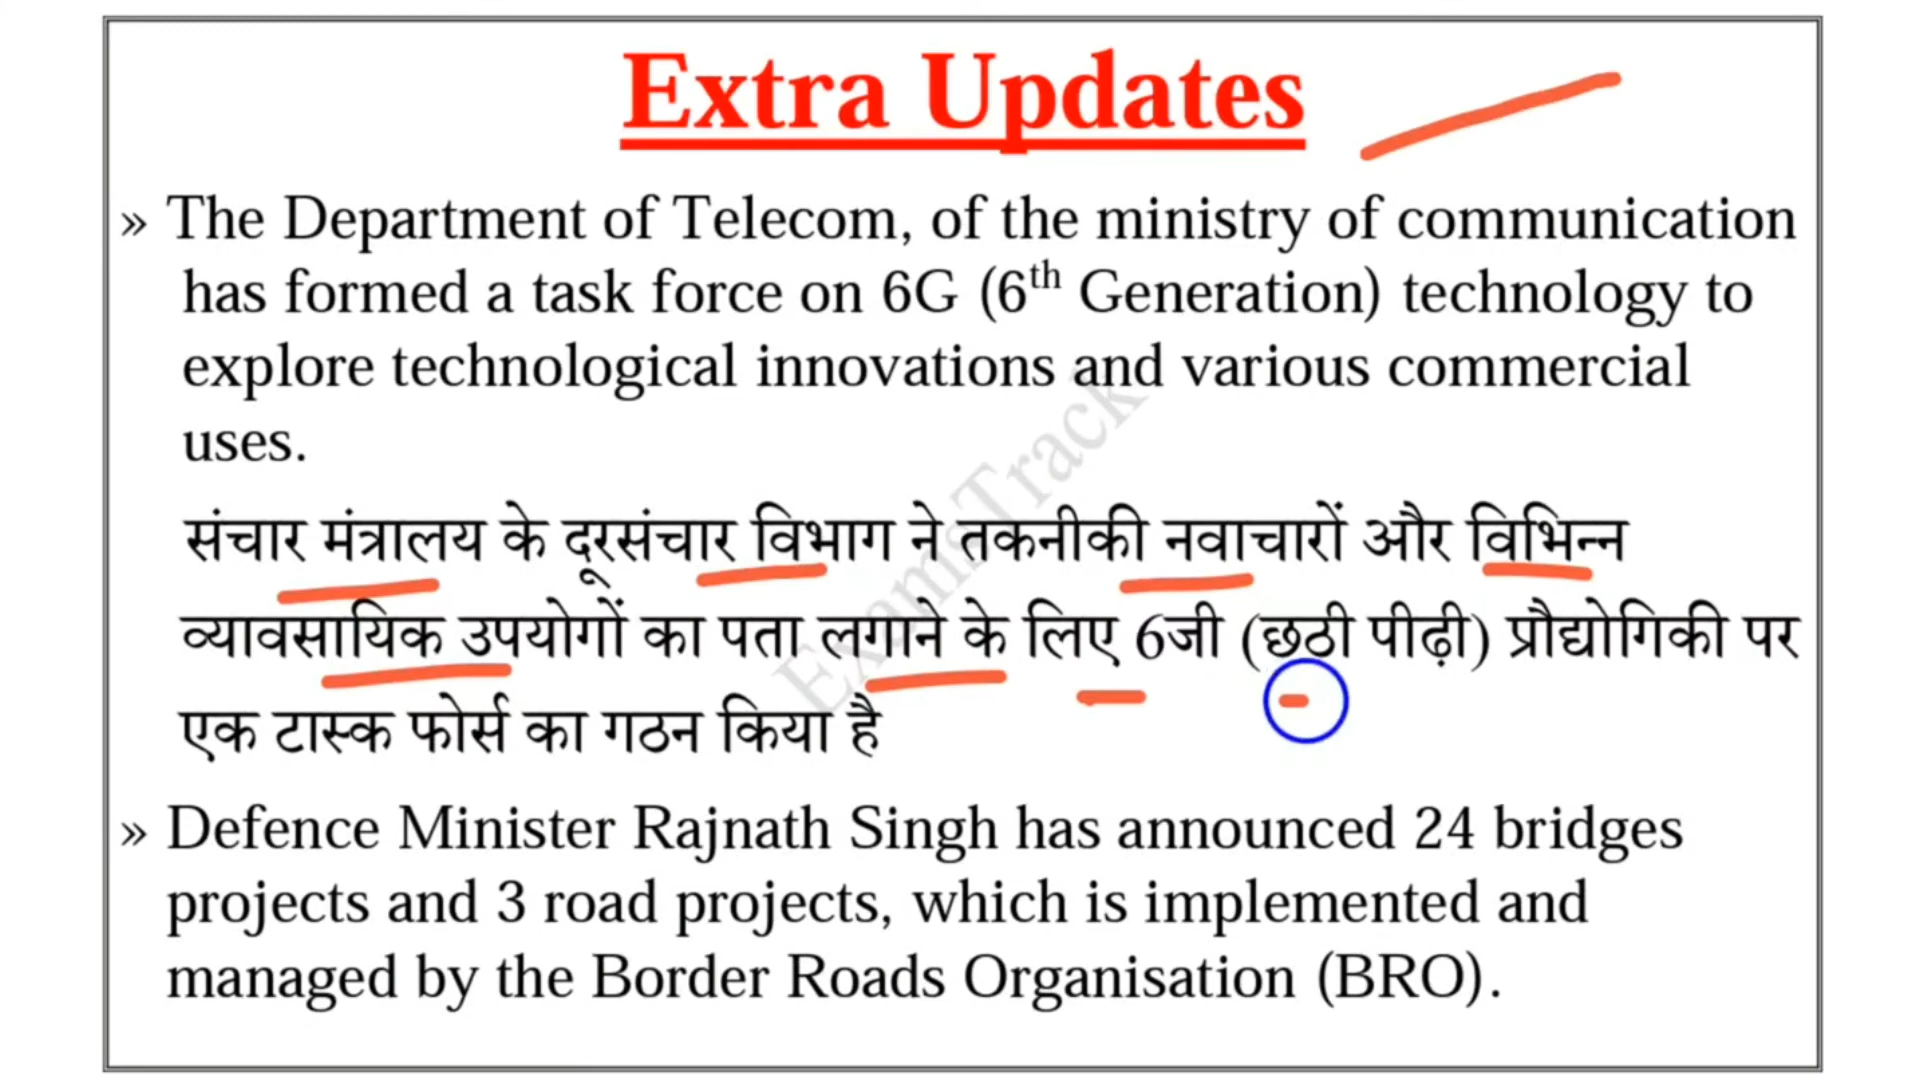 Extra Updates
» The Department of Telecom, of the ministry of communication
has formed a task force on 6G (6th Generation) technology to
explore technological innovations and various commercial
uses.
संचार मंत्रालय के दूरसंचार विभाग ने तकनीकी नवाचारों और विभिन्न
व्यावसायिक उपयोगों का पता लगाने के लिए 6जी (छठी पीढ़ी) प्रौद्योगिकी पर
एक टास्क फोर्स का गठन किया है
» Defence Minister Rajnath Singh has announced 24 bridges
projects and 3 road projects, which is implemented and
managed by the Border Roads Organisation (BRO).
ExamsTrack